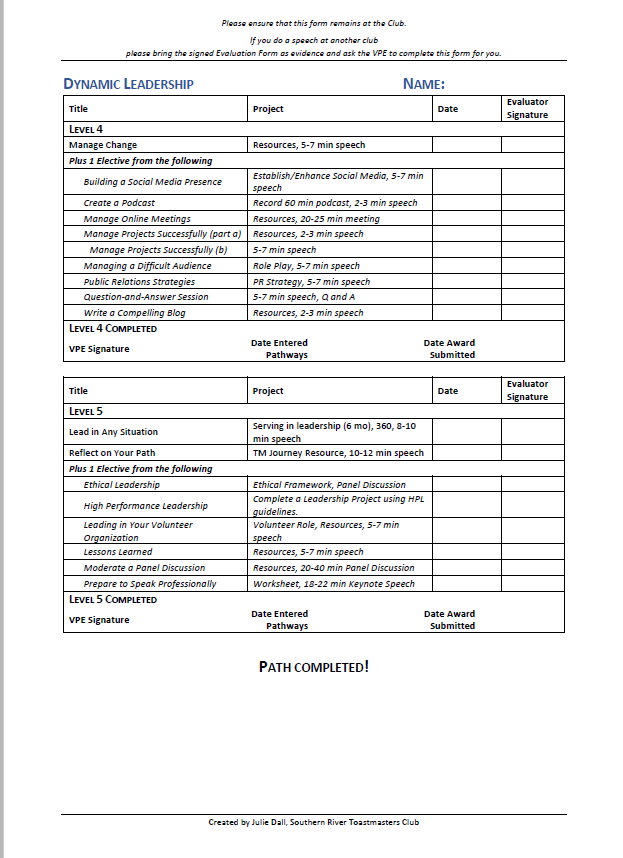 Please ensure that this form remains at the Club.
If you do a speech at another club
please bring the signed Evaluation Form as evidence and ask the VPE to complete this form for you.
DYNAMIC LEADERSHIP NAME:
Title Project Date Evaluator Signature
LEVEL 4
Manage Change Resources, 5-7 min speech
Plus 1 Elective from the following
Building a Social Media Presence Establish/Enhance Social Media, 5-7 min speech
Create a Podcast Record 60 min podcast, 2-3 min speech
Manage Online Meetings Resources, 20-25 min meeting
Manage Projects Successfully (part a) Resources, 2-3 min speech
Manage Projects Successfully (b) 5-7 min speech
Managing a Difficult Audience Role Play, 5-7 min speech
Public Relations Strategies PR Strategy, 5-7 min speech
Question-and-Answer Session 5-7 min speech, Q and A
Write a Compelling Blog Resources, 2-3 min speech
LEVEL 4 COMPLETED
VPE Signature Date Entered Pathways Date Award Submitted
Title Project Date Evaluator Signature
LEVEL 5
Lead in Any Situation Serving in leadership (6 mo), 360, 8-10 min speech
Reflect on Your Path TM Journey Resource, 10-12 min speech
Plus 1 Elective from the following
Ethical Leadership Ethical Framework, Panel Discussion
High Performance Leadership Complete a Leadership Project using HPL guidelines.
Leading in Your Volunteer Organization Volunteer Role, Resources, 5-7 min speech
Lessons Learned Resources, 5-7 min speech
Moderate a Panel Discussion Resources, 20-40 min Panel Discussion
Prepare to Speak Professionally Worksheet, 18-22 min Keynote Speech
LEVEL 5 COMPLETED
VPE Signature Date Entered Pathways Date Award Submitted
PATH COMPLETED!
Created by Julie Dall, Southern River Toastmasters Club